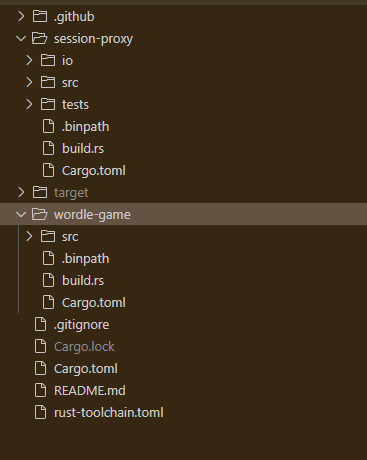 .github
session-proxy
io
src
tests
.binpath
build.rs
Cargo.toml
target
wordle-game
src
.binpath
build.rs
Cargo.toml
.gitignore
Cargo.lock
Cargo.toml
README.md
rust-toolchain.toml